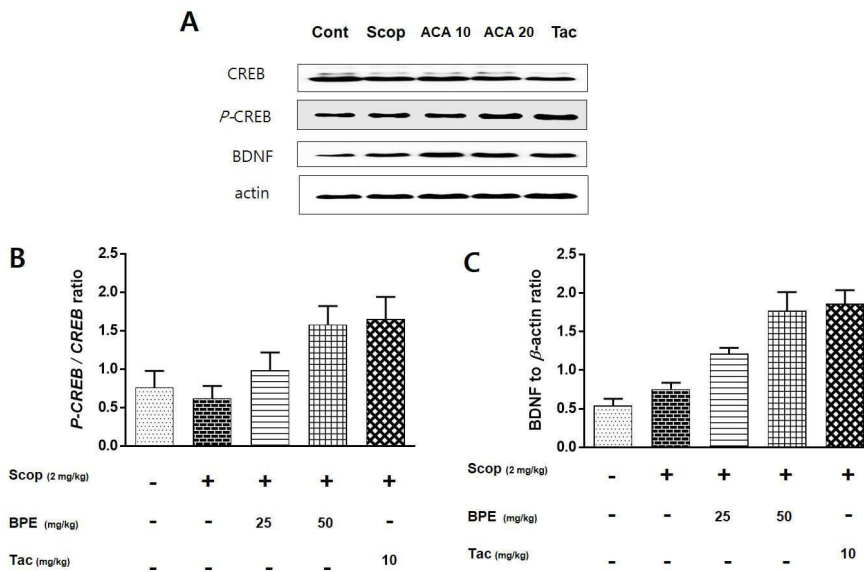 A
Cont Scop ACA 10 ACA 20 Tac
CREB
P-CREB
BDNF
actin
B
P-CREB / CREB ratio
2.5
2.0
1.5
1.0
0.5
0.0
Scop (2 mg/kg) - + + + +
BPE (mg/kg) - - 25 50 -
Tac (mg/kg) - - - - 10
C
BDNF to β-actin ratio
2.5
2.0
1.5
1.0
0.5
0.0
Scop (2 mg/kg) - + + + +
BPE (mg/kg) - - 25 50 -
Tac (mg/kg) - - - - 10